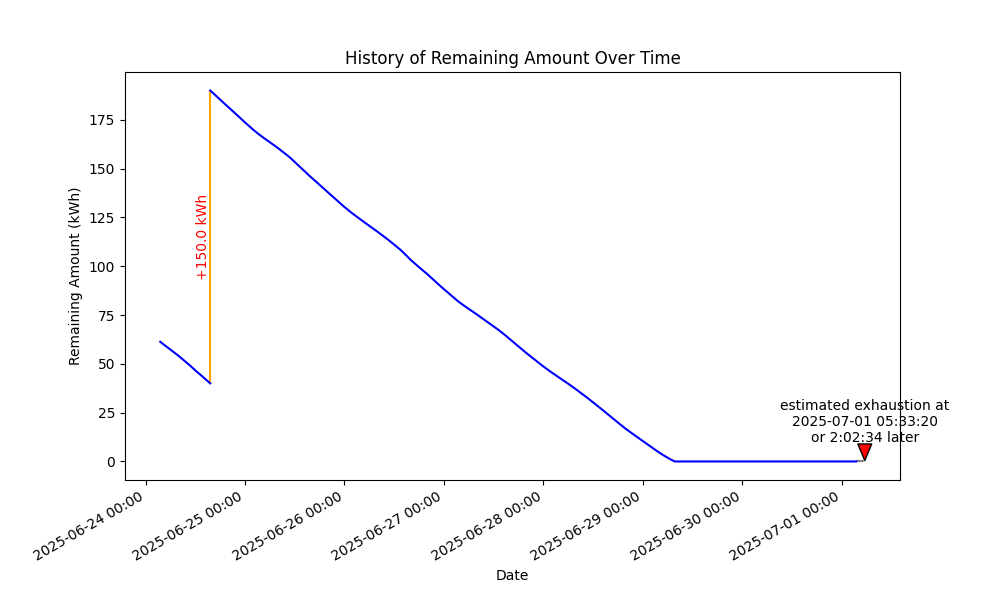 History of Remaining Amount Over Time
Remaining Amount (kWh)
175
150
125
100
75
50
25
0
+150.0 kWh
estimated exhaustion at
2025-07-01 05:33:20
or 2:02:34 later
2025-06-24 00:00
2025-06-25 00:00
2025-06-26 00:00
2025-06-27 00:00
2025-06-28 00:00
2025-06-29 00:00
2025-06-30 00:00
2025-07-01 00:00
Date